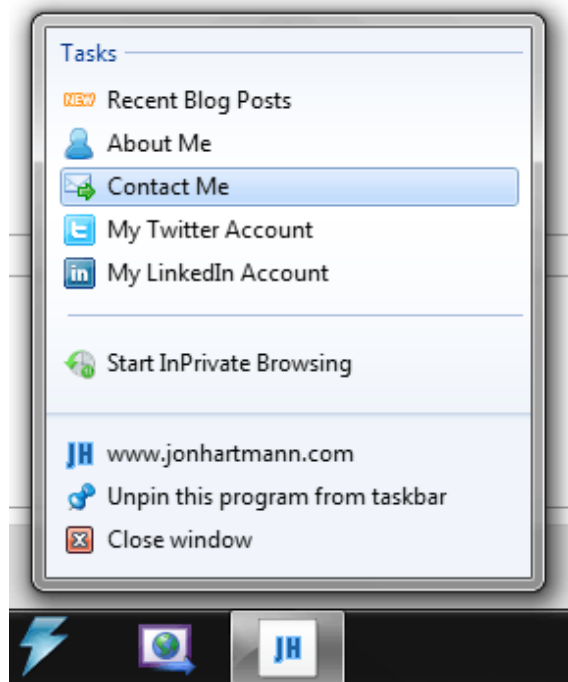 Tasks
NEW Recent Blog Posts
About Me
Contact Me
My Twitter Account
in My LinkedIn Account
Start InPrivate Browsing
JH www.jonhartmann.com
Unpin this program from taskbar
Close window
JH